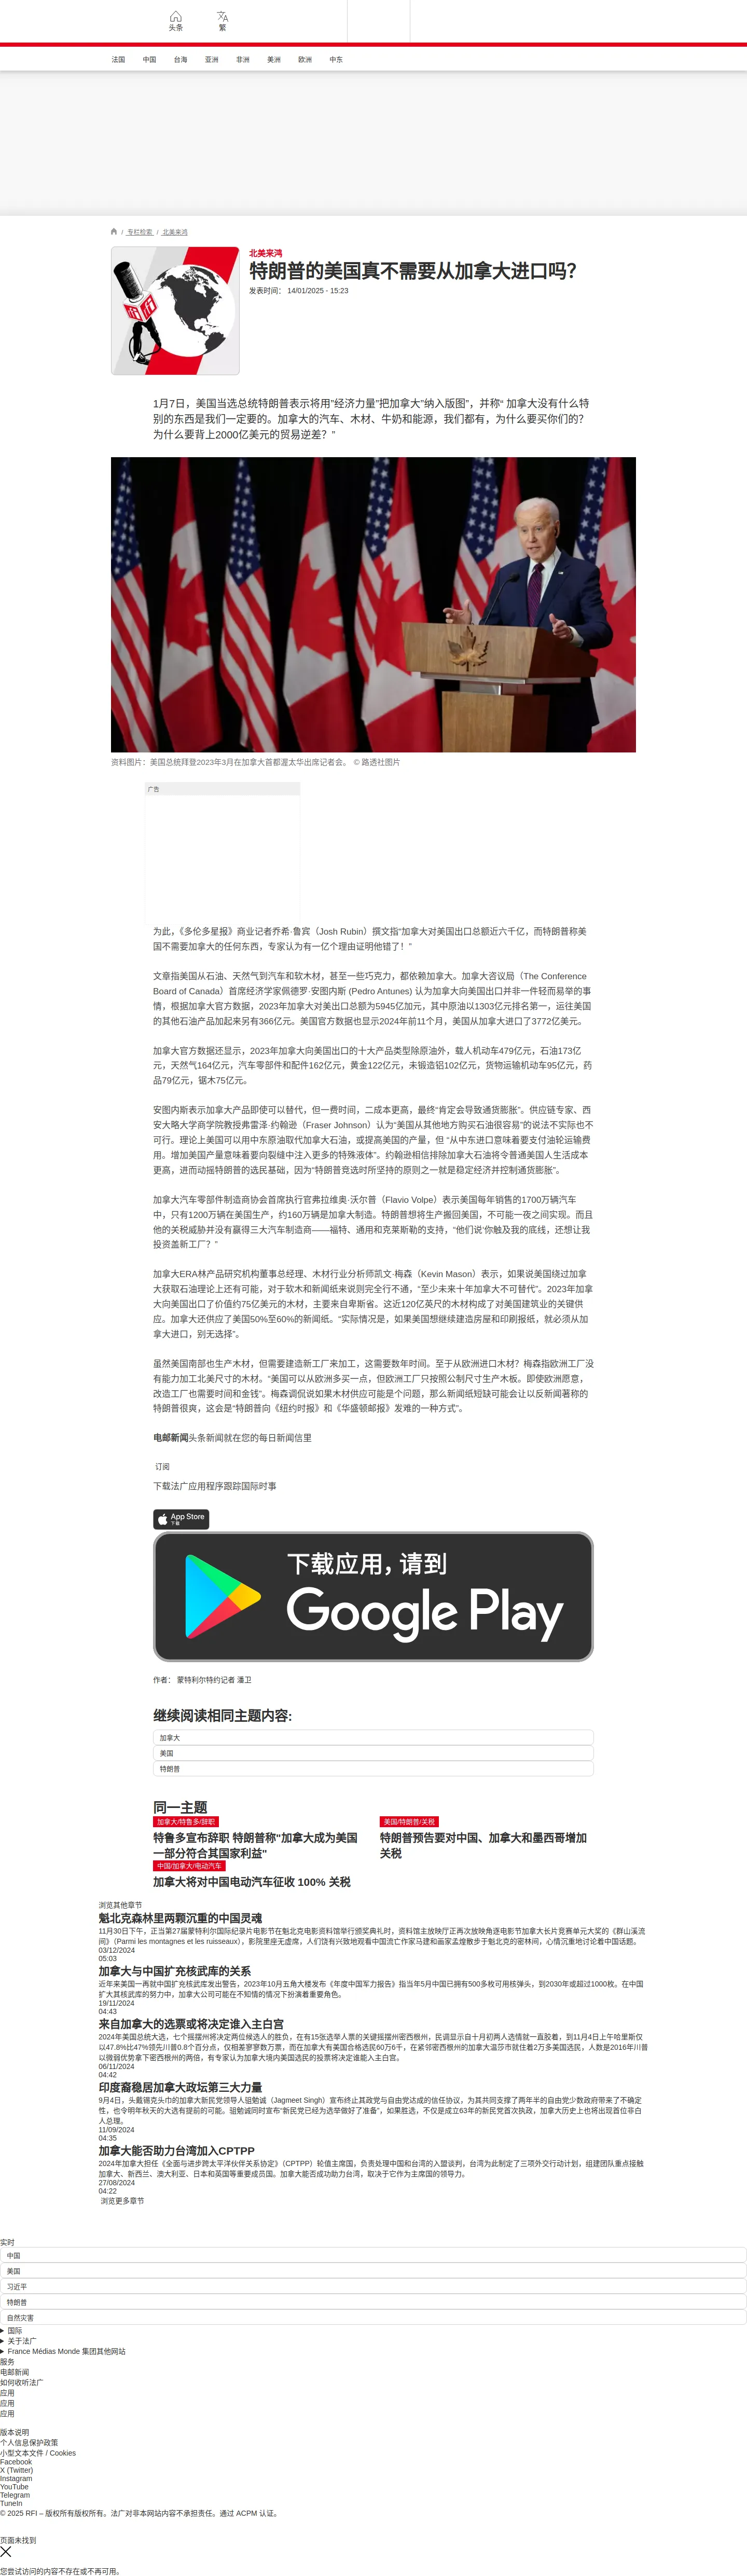 头条
繁
法国 中国 台海 亚洲 非洲 美洲 欧洲 中东
/ 专栏检索 / 北美来鸿
北美来鸿
特朗普的美国真不需要从加拿大进口吗？
发表时间： 14/01/2025 - 15:23
1月7日，美国当选总统特朗普表示将用”经济力量”把加拿大”纳入版图”，并称“ 加拿大没有什么特
别的东西是我们一定要的。加拿大的汽车、木材、牛奶和能源，我们都有，为什么要买你们的？
为什么要背上2000亿美元的贸易逆差？”
资料图片：美国总统拜登2023年3月在加拿大首都渥太华出席记者会。 © 路透社图片
广告
为此，《多伦多星报》商业记者乔希·鲁宾（Josh Rubin）撰文指“加拿大对美国出口总额近六千亿，而特朗普称美
国不需要加拿大的任何东西，专家认为有一亿个理由证明他错了！”
文章指美国从石油、天然气到汽车和软木材，甚至一些巧克力，都依赖加拿大。加拿大咨议局（The Conference
Board of Canada）首席经济学家佩德罗·安图内斯 (Pedro Antunes) 认为加拿大向美国出口并非一件轻而易举的事
情，根据加拿大官方数据，2023年加拿大对美出口总额为5945亿加元，其中原油以1303亿元排名第一，运往美国
的其他石油产品加起来另有366亿元。美国官方数据也显示2024年前11个月，美国从加拿大进口了3772亿美元。
加拿大官方数据还显示，2023年加拿大向美国出口的十大产品类型除原油外，载人机动车479亿元，石油173亿
元，天然气164亿元，汽车零部件和配件162亿元，黄金122亿元，未锻造铝102亿元，货物运输机动车95亿元，药
品79亿元，锯木75亿元。
安图内斯表示加拿大产品即使可以替代，但一费时间，二成本更高，最终“肯定会导致通货膨胀”。供应链专家、西
安大略大学商学院教授弗雷泽·约翰逊（Fraser Johnson）认为“美国从其他地方购买石油很容易”的说法不实际也不
可行。理论上美国可以用中东原油取代加拿大石油，或提高美国的产量，但 “从中东进口意味着要支付油轮运输费
用。增加美国产量意味着要向裂缝中注入更多的特殊液体”。约翰逊相信排除加拿大石油将令普通美国人生活成本
更高，进而动摇特朗普的选民基础，因为“特朗普竞选时所坚持的原则之一就是稳定经济并控制通货膨胀”。
加拿大汽车零部件制造商协会首席执行官弗拉维奥·沃尔普（Flavio Volpe）表示美国每年销售的1700万辆汽车
中，只有1200万辆在美国生产，约160万辆是加拿大制造。特朗普想将生产搬回美国，不可能一夜之间实现。而且
他的关税威胁并没有赢得三大汽车制造商——福特、通用和克莱斯勒的支持，“他们说‘你触及我的底线，还想让我
投资盖新工厂？”
加拿大ERA林产品研究机构董事总经理、木材行业分析师凯文·梅森（Kevin Mason）表示，如果说美国绕过加拿
大获取石油理论上还有可能，对于软木和新闻纸来说则完全行不通，“至少未来十年加拿大不可替代”。2023年加拿
大向美国出口了价值约75亿美元的木材，主要来自卑斯省。这近120亿英尺的木材构成了对美国建筑业的关键供
应。加拿大还供应了美国50%至60%的新闻纸。“实际情况是，如果美国想继续建造房屋和印刷报纸，就必须从加
拿大进口，别无选择”。
虽然美国南部也生产木材，但需要建造新工厂来加工，这需要数年时间。至于从欧洲进口木材？梅森指欧洲工厂没
有能力加工北美尺寸的木材。“美国可以从欧洲多买一点，但欧洲工厂只按照公制尺寸生产木板。即使欧洲愿意，
改造工厂也需要时间和金钱”。梅森调侃说如果木材供应可能是个问题，那么新闻纸短缺可能会让以反新闻著称的
特朗普很爽，这会是“特朗普向《纽约时报》和《华盛顿邮报》发难的一种方式”。
电邮新闻头条新闻就在您的每日新闻信里
订阅
下载法广应用程序跟踪国际时事
App Store
下载
下载应用，请到
Google Play
作者： 蒙特利尔特约记者 潘卫
继续阅读相同主题内容:
加拿大
美国
特朗普
同一主题
加拿大/特鲁多/辞职
特鲁多宣布辞职 特朗普称"加拿大成为美国
一部分符合其国家利益"
美国/特朗普/关税
特朗普预告要对中国、加拿大和墨西哥增加
关税
中国/加拿大/电动汽车
加拿大将对中国电动汽车征收 100% 关税
浏览其他章节
魁北克森林里两颗沉重的中国灵魂
11月30日下午，正当第27届蒙特利尔国际纪录片电影节在魁北克电影资料馆举行颁奖典礼时，资料馆主放映厅正再次放映角逐电影节加拿大长片竞赛单元大奖的《群山溪流
间》（Parmi les montagnes et les ruisseaux），影院里座无虚席，人们饶有兴致地观看中国流亡作家马建和画家孟煌散步于魁北克的密林间，心情沉重地讨论着中国话题。
03/12/2024
05:03
加拿大与中国扩充核武库的关系
近年来美国一再就中国扩充核武库发出警告，2023年10月五角大楼发布《年度中国军力报告》指当年5月中国已拥有500多枚可用核弹头，到2030年或超过1000枚。在中国
扩大其核武库的努力中，加拿大公司可能在不知情的情况下扮演着重要角色。
19/11/2024
04:43
来自加拿大的选票或将决定谁入主白宫
2024年美国总统大选，七个摇摆州将决定两位候选人的胜负，在有15张选举人票的关键摇摆州密西根州，民调显示自十月初两人选情就一直胶着，到11月4日上午哈里斯仅
以47.8%比47%领先川普0.8个百分点，仅相差寥寥数万票，而在加拿大有美国合格选民60万6千，在紧邻密西根州的加拿大温莎市就住着2万多美国选民，人数是2016年川普
以微弱优势拿下密西根州的两倍，有专家认为加拿大境内美国选民的投票将决定谁能入主白宫。
06/11/2024
04:42
印度裔稳居加拿大政坛第三大力量
9月4日，头戴锡克头巾的加拿大新民党领导人驵勉诚（Jagmeet Singh）宣布终止其政党与自由党达成的信任协议，为其共同支撑了两年半的自由党少数政府带来了不确定
性，也令明年秋天的大选有提前的可能。驵勉诚同时宣布“新民党已经为选举做好了准备”，如果胜选，不仅是成立63年的新民党首次执政，加拿大历史上也将出现首位非白
人总理。
11/09/2024
04:35
加拿大能否助力台湾加入CPTPP
2024年加拿大担任《全面与进步跨太平洋伙伴关系协定》（CPTPP）轮值主席国，负责处理中国和台湾的入盟谈判，台湾为此制定了三项外交行动计划，组建团队重点接触
加拿大、新西兰、澳大利亚、日本和英国等重要成员国。加拿大能否成功助力台湾，取决于它作为主席国的领导力。
27/08/2024
04:22
浏览更多章节
实时
中国
美国
习近平
特朗普
自然灾害
国际
关于法广
France Médias Monde 集团其他网站
服务
电邮新闻
如何收听法广
应用
应用
应用
版本说明
个人信息保护政策
小型文本文件 / Cookies
Facebook
X (Twitter)
Instagram
YouTube
Telegram
TuneIn
© 2025 RFI – 版权所有版权所有。法广对非本网站内容不承担责任。通过 ACPM 认证。
页面未找到
您尝试访问的内容不存在或不再可用。